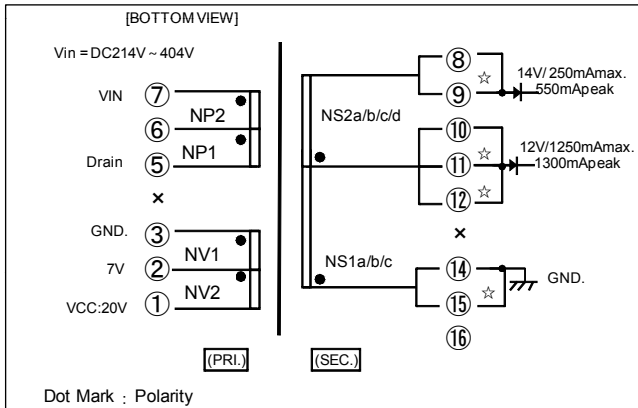 [BOTTOM VIEW]
Vin = DC214V ~ 404V
VIN ⑦ NP2
⑥
Drain ⑤ NP1
×
GND. ③ NV1
7V ②
VCC:20V ① NV2
(PRI.)
(SEC.)
NS2a/b/c/d
NS1a/b/c
⑧ ☆
⑨
14V/ 250mAmax.
550mApeak
⑩ ☆
⑪
⑫ ☆
12V/1250mAmax.
1300mApeak
×
⑭
⑮ ☆
GND.
⑯
Dot Mark : Polarity